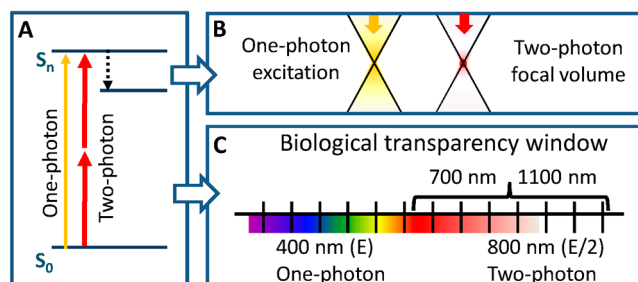 A
Sn
One-photon
Two-photon
S0
B
One-photon
excitation
Two-photon
focal volume
C
Biological transparency window
700 nm 1100 nm
400 nm (E) 800 nm (E/2)
One-photon Two-photon